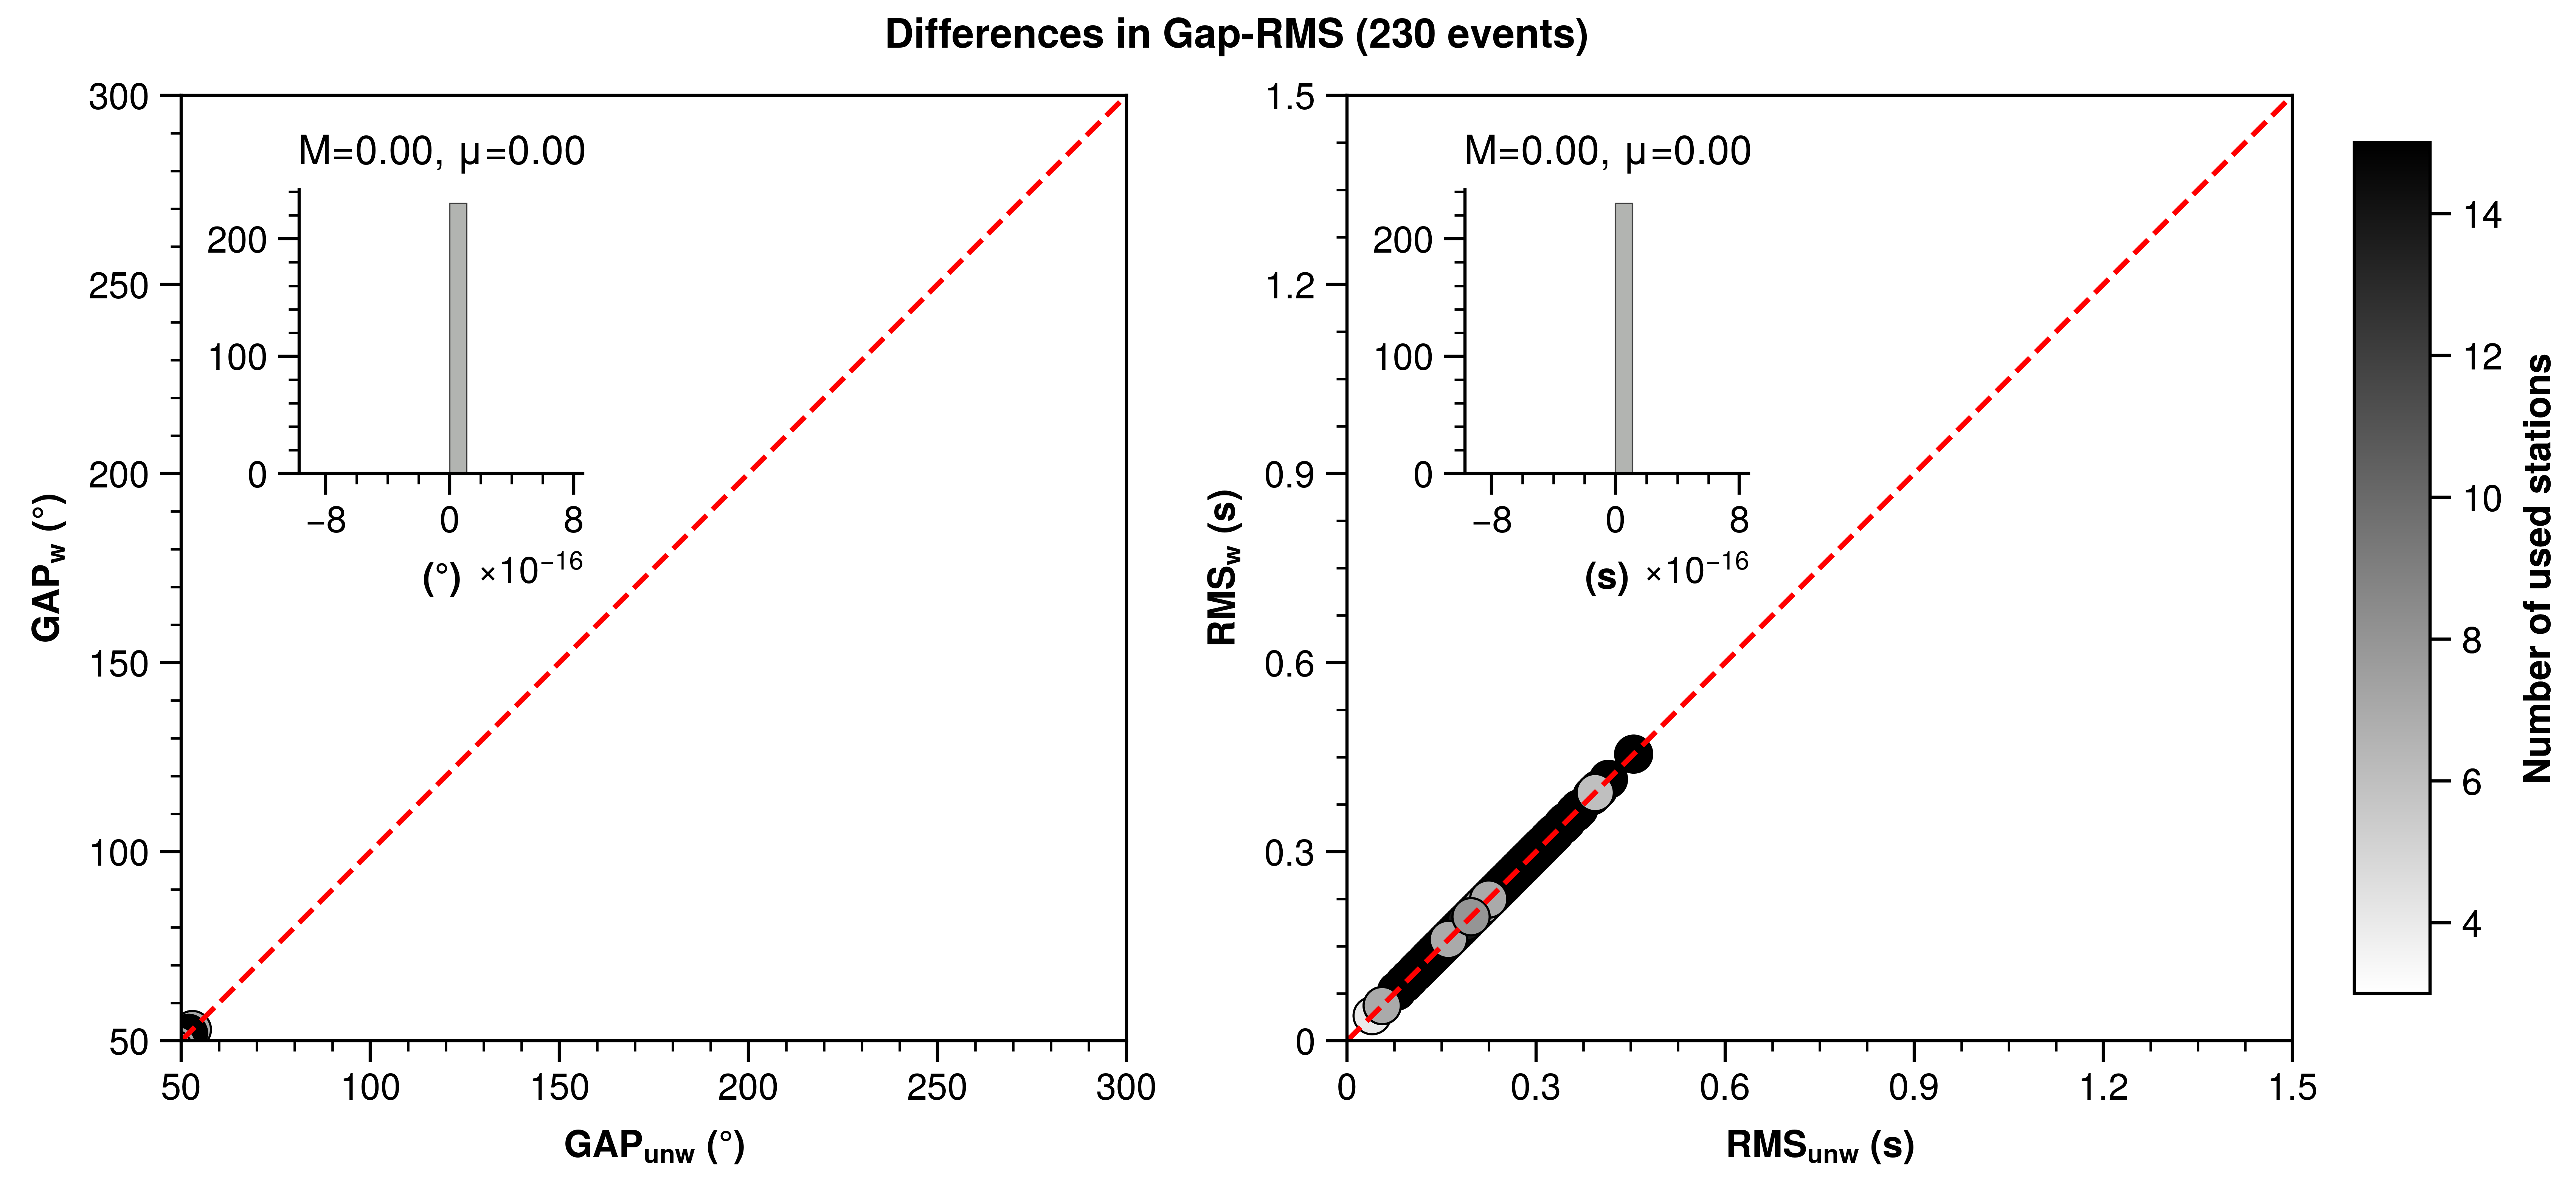 Differences in Gap-RMS (230 events)
300
250
200
150
100
50
GAPw (°)
50 100 150 200 250 300
GAPunw (°)
M=0.00, μ=0.00
200
100
0
−8 0 8
(°) ×10−16
1.5
1.2
0.9
0.6
0.3
0
RMSw (s)
0 0.3 0.6 0.9 1.2 1.5
RMSunw (s)
M=0.00, μ=0.00
200
100
0
−8 0 8
(s) ×10−16
14
12
10
8
6
4
Number of used stations